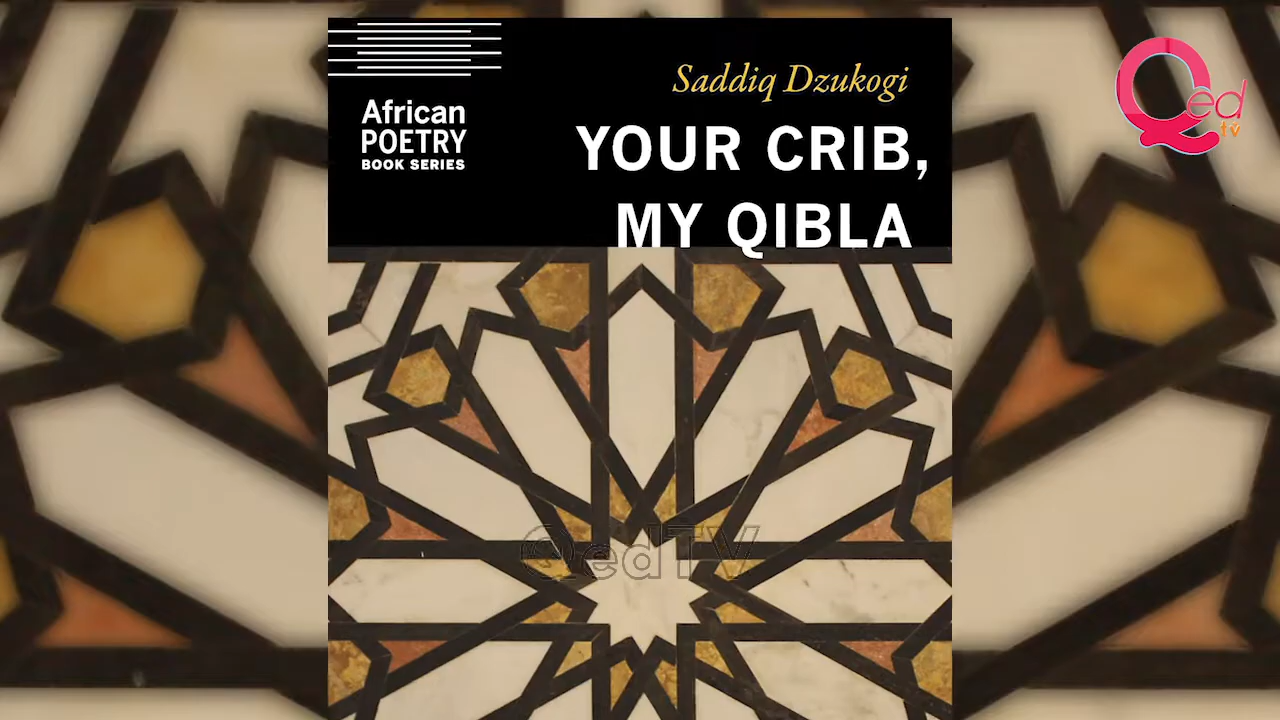 African
POETRY
BOOK SERIES
Saddiq Dzukogi
YOUR CRIB,
MY QIBLA
Qed
tv
QedTV